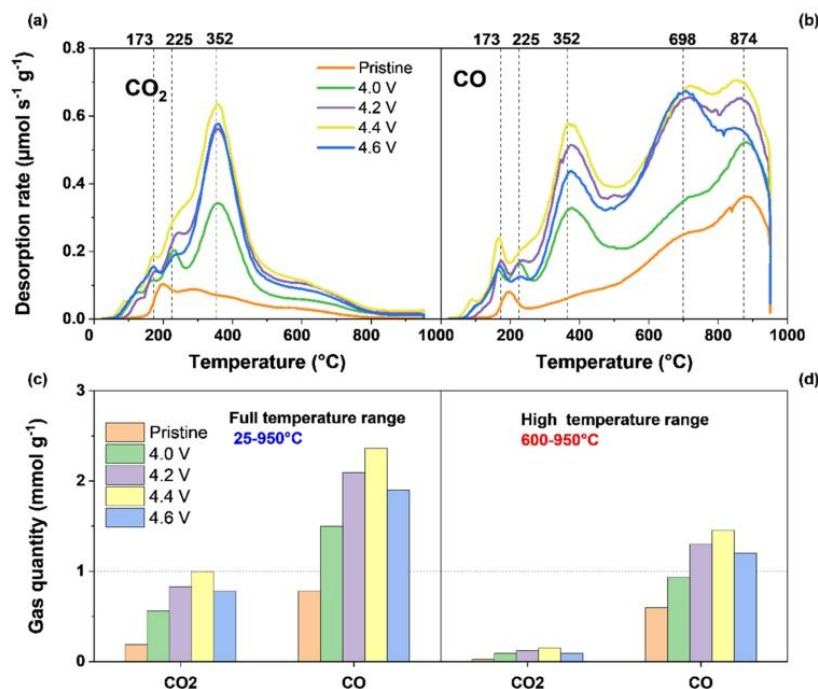 (a)
173 225 352
173 225 352 698 874
(b)
0.8
0.6
0.4
0.2
0.0
Desorption rate (μmol s⁻¹ g⁻¹)
CO₂
Pristine
4.0 V
4.2 V
4.4 V
4.6 V
CO
0 200 400 600 800 1000
200 400 600 800 1000
Temperature (°C)
Temperature (°C)
(c)
(d)
3
2
1
0
Gas quantity (mmol g⁻¹)
Full temperature range
25-950°C
Pristine
4.0 V
4.2 V
4.4 V
4.6 V
High temperature range
600-950°C
CO2 CO
CO2 CO